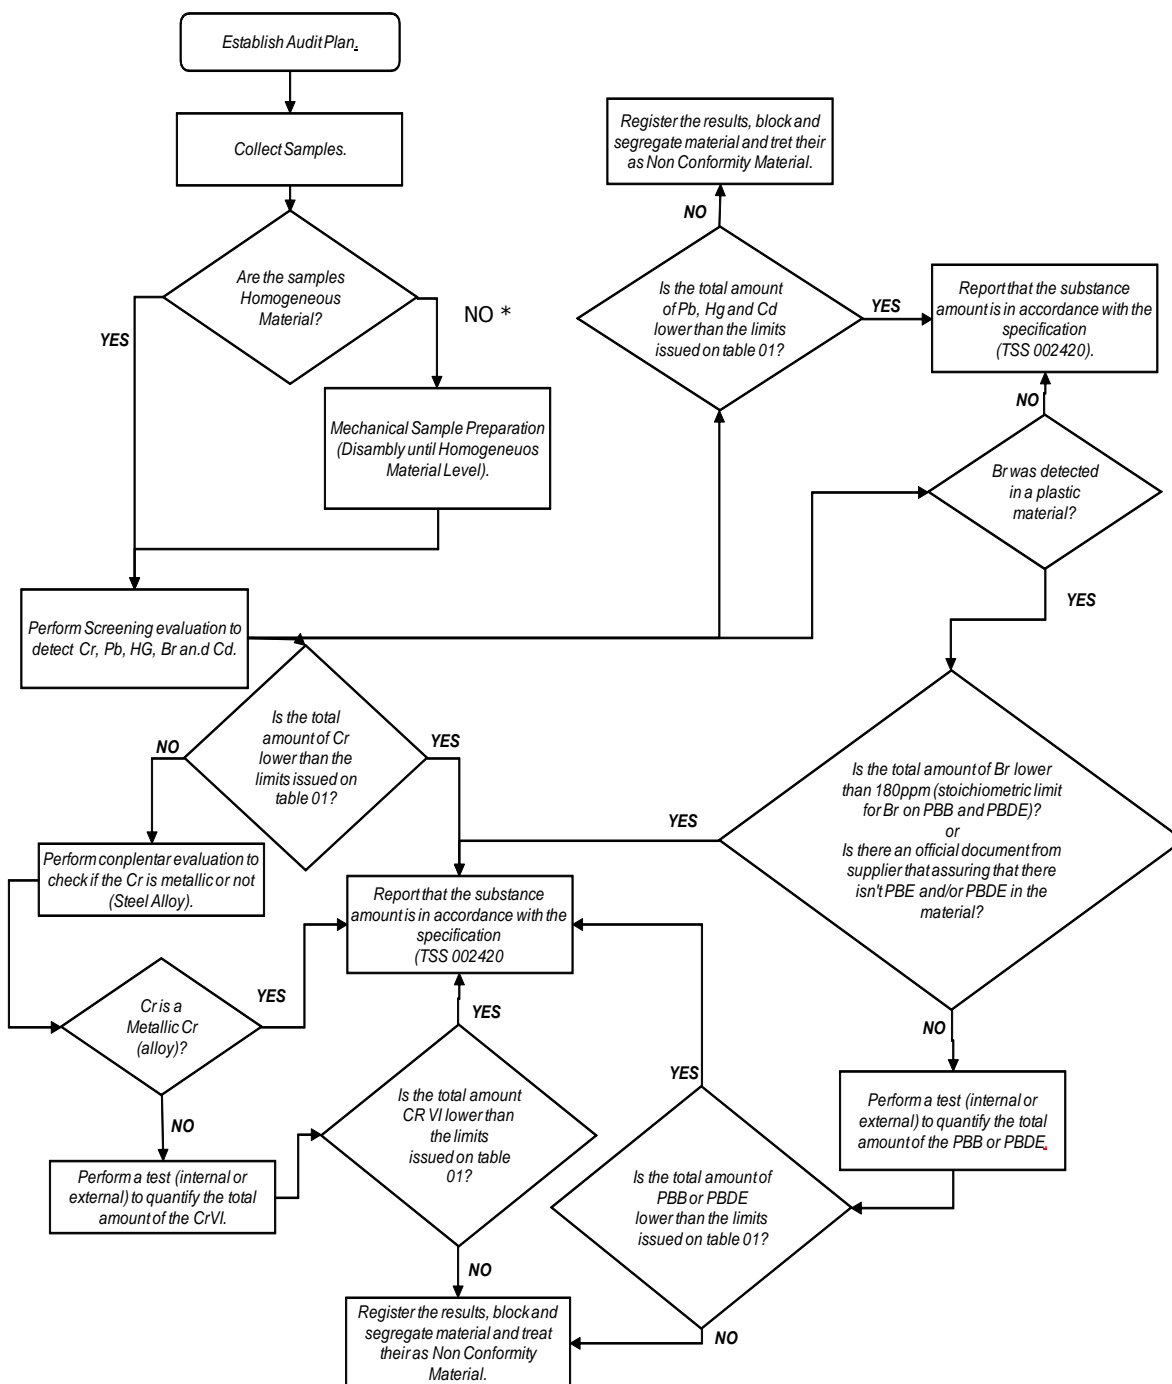 Establish Audit Plan.
Collect Samples.
Are the samples
Homogeneous
Material?
YES
NO *
Mechanical Sample Preparation
(Disambly until Homogeneuos
Material Level).
Perform Screening evaluation to
detect Cr, Pb, HG, Br an.d Cd.
Register the results, block and
segregate material and tret their
as Non Conformity Material.
NO
Is the total amount
of Pb, Hg and Cd
lower than the limits
issued on table 01?
YES
Report that the substance
amount is in accordance with the
specification
(TSS 002420).
NO
Br was detected
in a plastic
material?
YES
Is the total
amount of Cr
lower than the
limits issued on
table 01?
NO
YES
Is the total amount of Br lower
than 180ppm (stoichiometric limit
for Br on PBB and PBDE)?
or
Is there an official document from
supplier that assuring that there
isn't PBE and/or PBDE in the
material?
YES
NO
Perform conplentar evaluation to
check if the Cr is metallic or not
(Steel Alloy).
Report that the substance
amount is in accordance with the
specification
(TSS 002420
Cr is a
Metallic Cr
(alloy)?
YES
NO
YES
Is the total amount
CR VI lower than
the limits
issued on table
01?
NO
Perform a test (internal or
external) to quantify the total
amount of the CrVI.
Perform a test (internal or
external) to quantify the total
amount of the PBB or PBDE.
YES
Is the total amount of
PBB or PBDE
lower than the limits
issued on table 01?
NO
Register the results, block and
segregate material and treat
their as Non Conformity
Material.